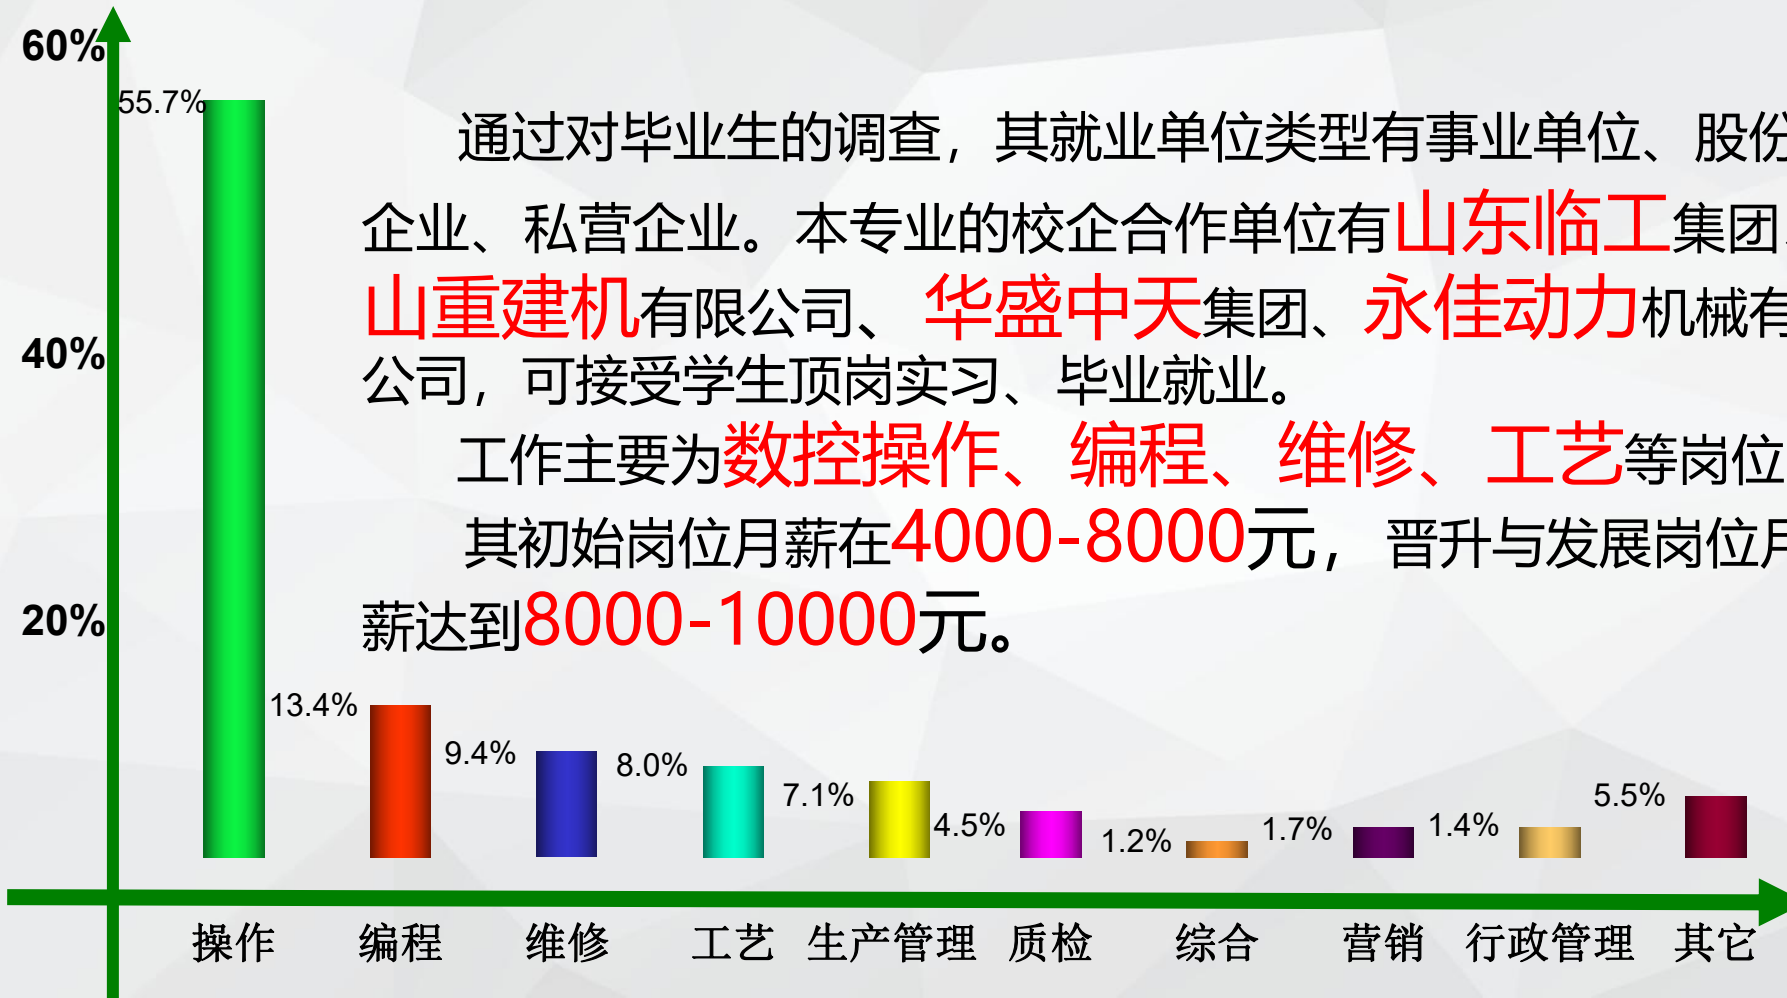 60%
55.7%
通过对毕业生的调查，其就业单位类型有事业单位、股份
企业、私营企业。本专业的校企合作单位有山东临工集团、
山重建机有限公司、华盛中天集团、永佳动力机械有
40%
公司，可接受学生顶岗实习、毕业就业。
工作主要为数控操作、编程、维修、工艺等岗位
其初始岗位月薪在4000-8000元，晋升与发展岗位月
20%
薪达到8000-10000元。
13.4%
9.4%
8.0%
7.1%
4.5%
1.2%
1.7%
1.4%
5.5%
操作 编程 维修 工艺 生产管理 质检 综合 营销 行政管理 其它